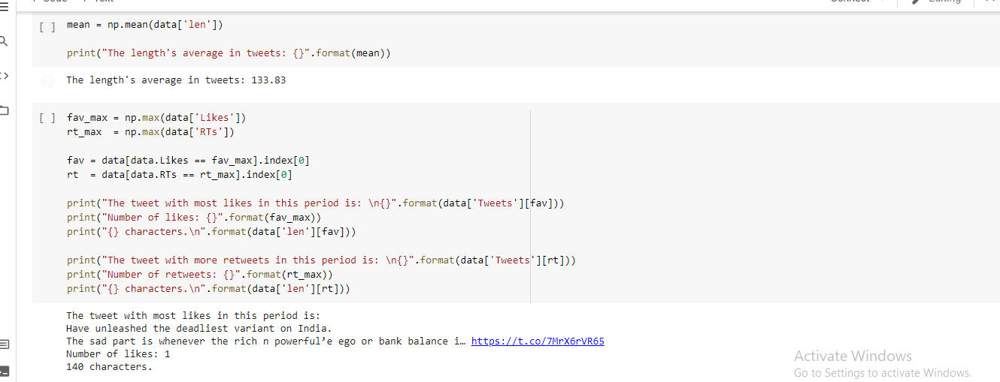 + Code + Text
Connect
Editing
[ ] mean = np.mean(data['len'])
print("The length's average in tweets: {}".format(mean))
The length's average in tweets: 133.83
[ ] fav_max = np.max(data['Likes'])
rt_max  = np.max(data['RTs'])
fav = data[data.Likes == fav_max].index[0]
rt  = data[data.RTs == rt_max].index[0]
print("The tweet with most likes in this period is: \n{}".format(data['Tweets'][fav]))
print("Number of likes: {}".format(fav_max))
print("{} characters.\n".format(data['len'][fav]))
print("The tweet with more retweets in this period is: \n{}".format(data['Tweets'][rt]))
print("Number of retweets: {}".format(rt_max))
print("{} characters.\n".format(data['len'][rt]))
The tweet with most likes in this period is:
Have unleashed the deadliest variant on India.
The sad part is whenever the rich n powerful’e ego or bank balance i… https://t.co/7MrX6rVR65
Number of likes: 1
140 characters.
Activate Windows
Go to Settings to activate Windows.